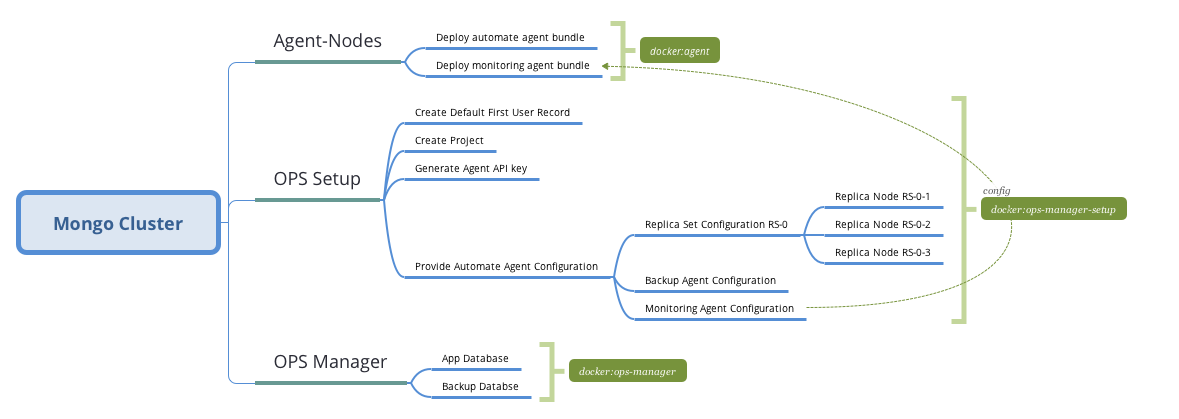 Agent-Nodes
Deploy automate agent bundle
Deploy monitoring agent bundle
docker:agent
Mongo Cluster
OPS Setup
Create Default First User Record
Create Project
Generate Agent API key
Provide Automate Agent Configuration
Replica Set Configuration RS-0
Replica Node RS-0-1
Replica Node RS-0-2
Replica Node RS-0-3
Backup Agent Configuration
Monitoring Agent Configuration
config
docker:ops-manager-setup
OPS Manager
App Database
Backup Databse
docker:ops-manager